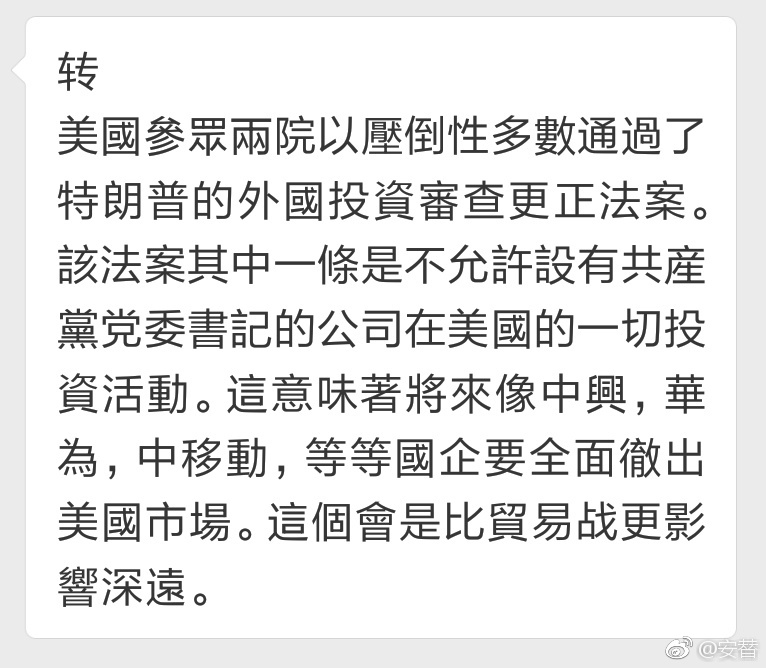 转
美國參眾兩院以壓倒性多數通過了
特朗普的外國投資審查更正法案。
該法案其中一條是不允許設有共産
黨党委書記的公司在美國的一切投
資活動。這意味著將來像中興，華
為，中移動，等等國企要全面徹出
美國市場。這個會是比貿易战更影
響深遠。
@安替